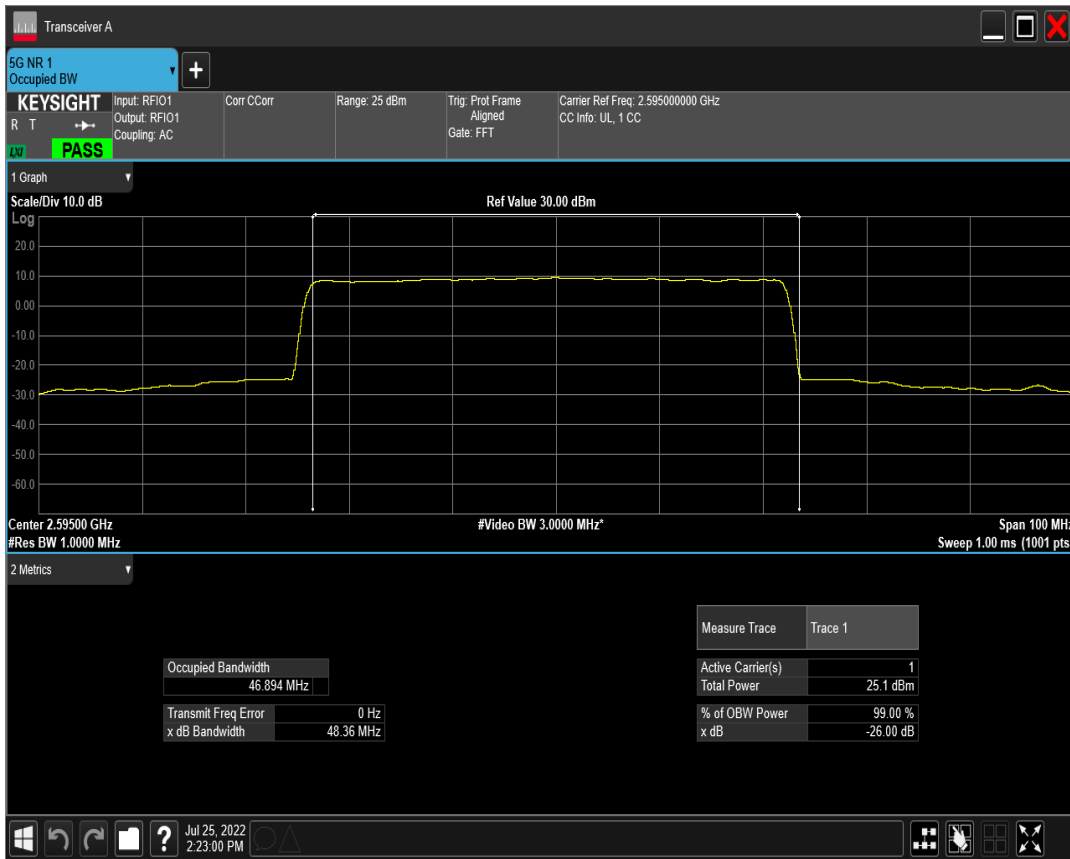 Transceiver A
5G NR 1
Occupied BW
+
KEYSIGHT
R T
LXI
PASS
Input: RFIO1
Output: RFIO1
Coupling: AC
Corr CCorr
Range: 25 dBm
Trig: Prot Frame
Aligned
Gate: FFT
Carrier Ref Freq: 2.595000000 GHz
CC Info: UL, 1 CC
1 Graph
Scale/Div 10.0 dB
Ref Value 30.00 dBm
Log
20.0
10.0
0.00
-10.0
-20.0
-30.0
-40.0
-50.0
-60.0
Center 2.59500 GHz
#Video BW 3.0000 MHz*
Span 100 MHz
#Res BW 1.0000 MHz
Sweep 1.00 ms (1001 pts
2 Metrics
Measure Trace Trace 1
Occupied Bandwidth
46.894 MHz
Active Carrier(s) 1
Total Power 25.1 dBm
Transmit Freq Error 0 Hz
x dB Bandwidth 48.36 MHz
% of OBW Power 99.00 %
x dB -26.00 dB
?
Jul 25, 2022
2:23:00 PM